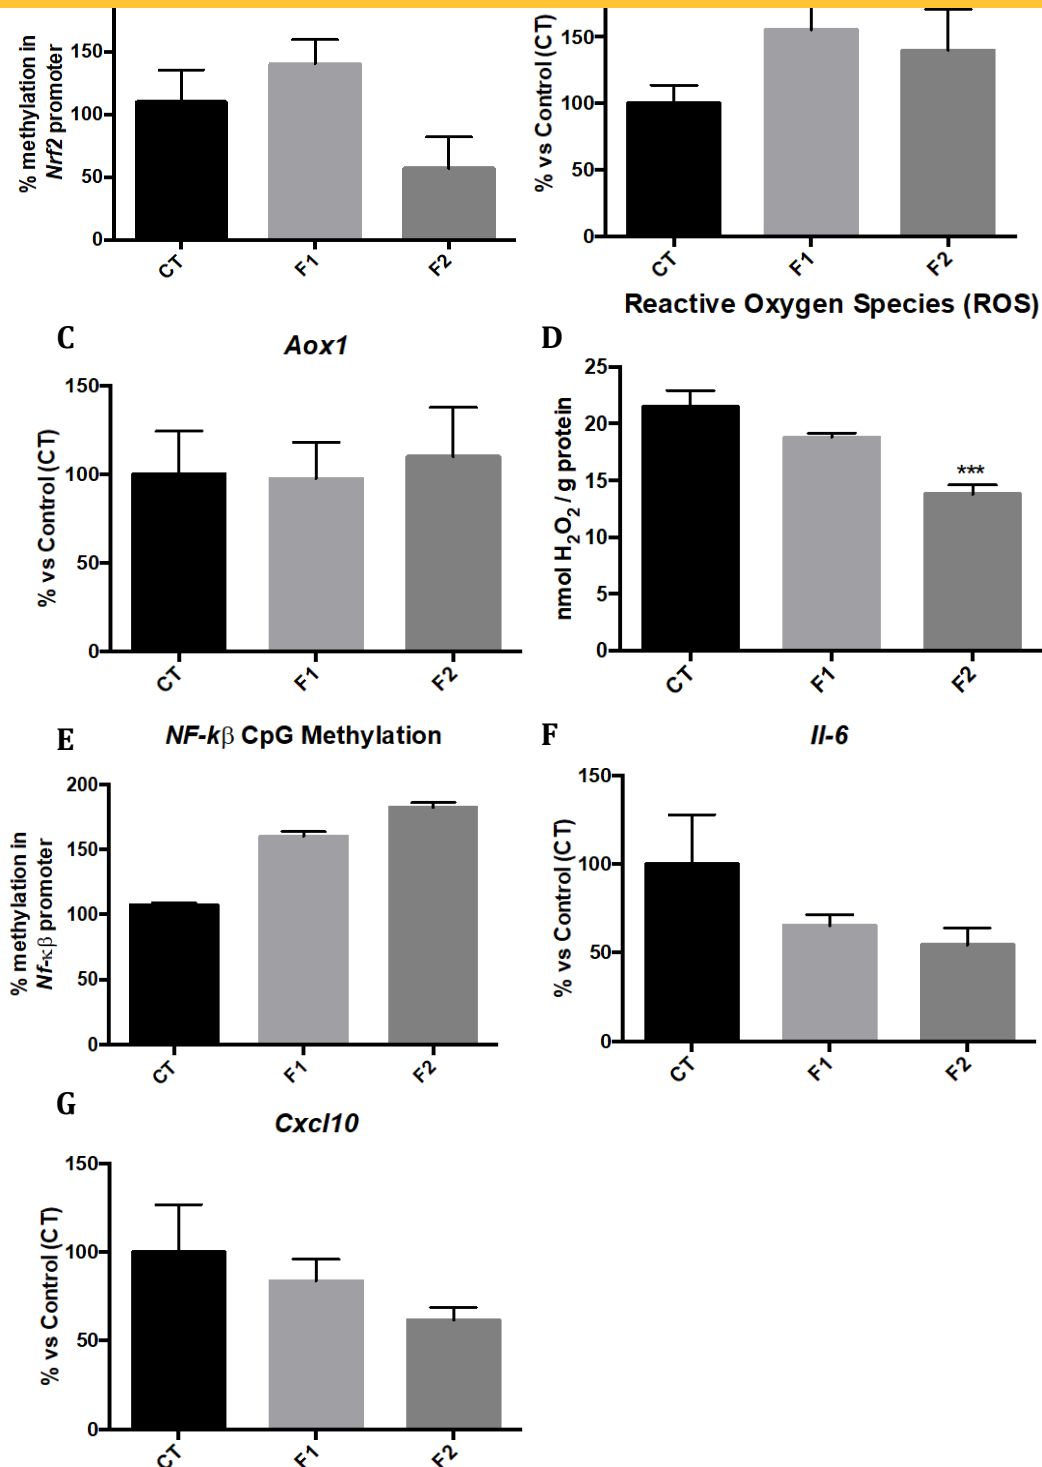 % methylation in
Nrf2 promoter
150
100
50
0
CT
F1
F2
% vs Control (CT)
150
100
50
0
CT
F1
F2
C
Aox1
% vs Control (CT)
150
100
50
0
CT
F1
F2
Reactive Oxygen Species (ROS)
D
nmol H₂O₂ / g protein
25
20
15
10
5
0
***
CT
F1
F2
E
NF-kβ CpG Methylation
% methylation in
Nf-κβ promoter
200
150
100
50
0
CT
F1
F2
F
Il-6
% vs Control (CT)
150
100
50
0
CT
F1
F2
G
Cxcl10
% vs Control (CT)
150
100
50
0
CT
F1
F2